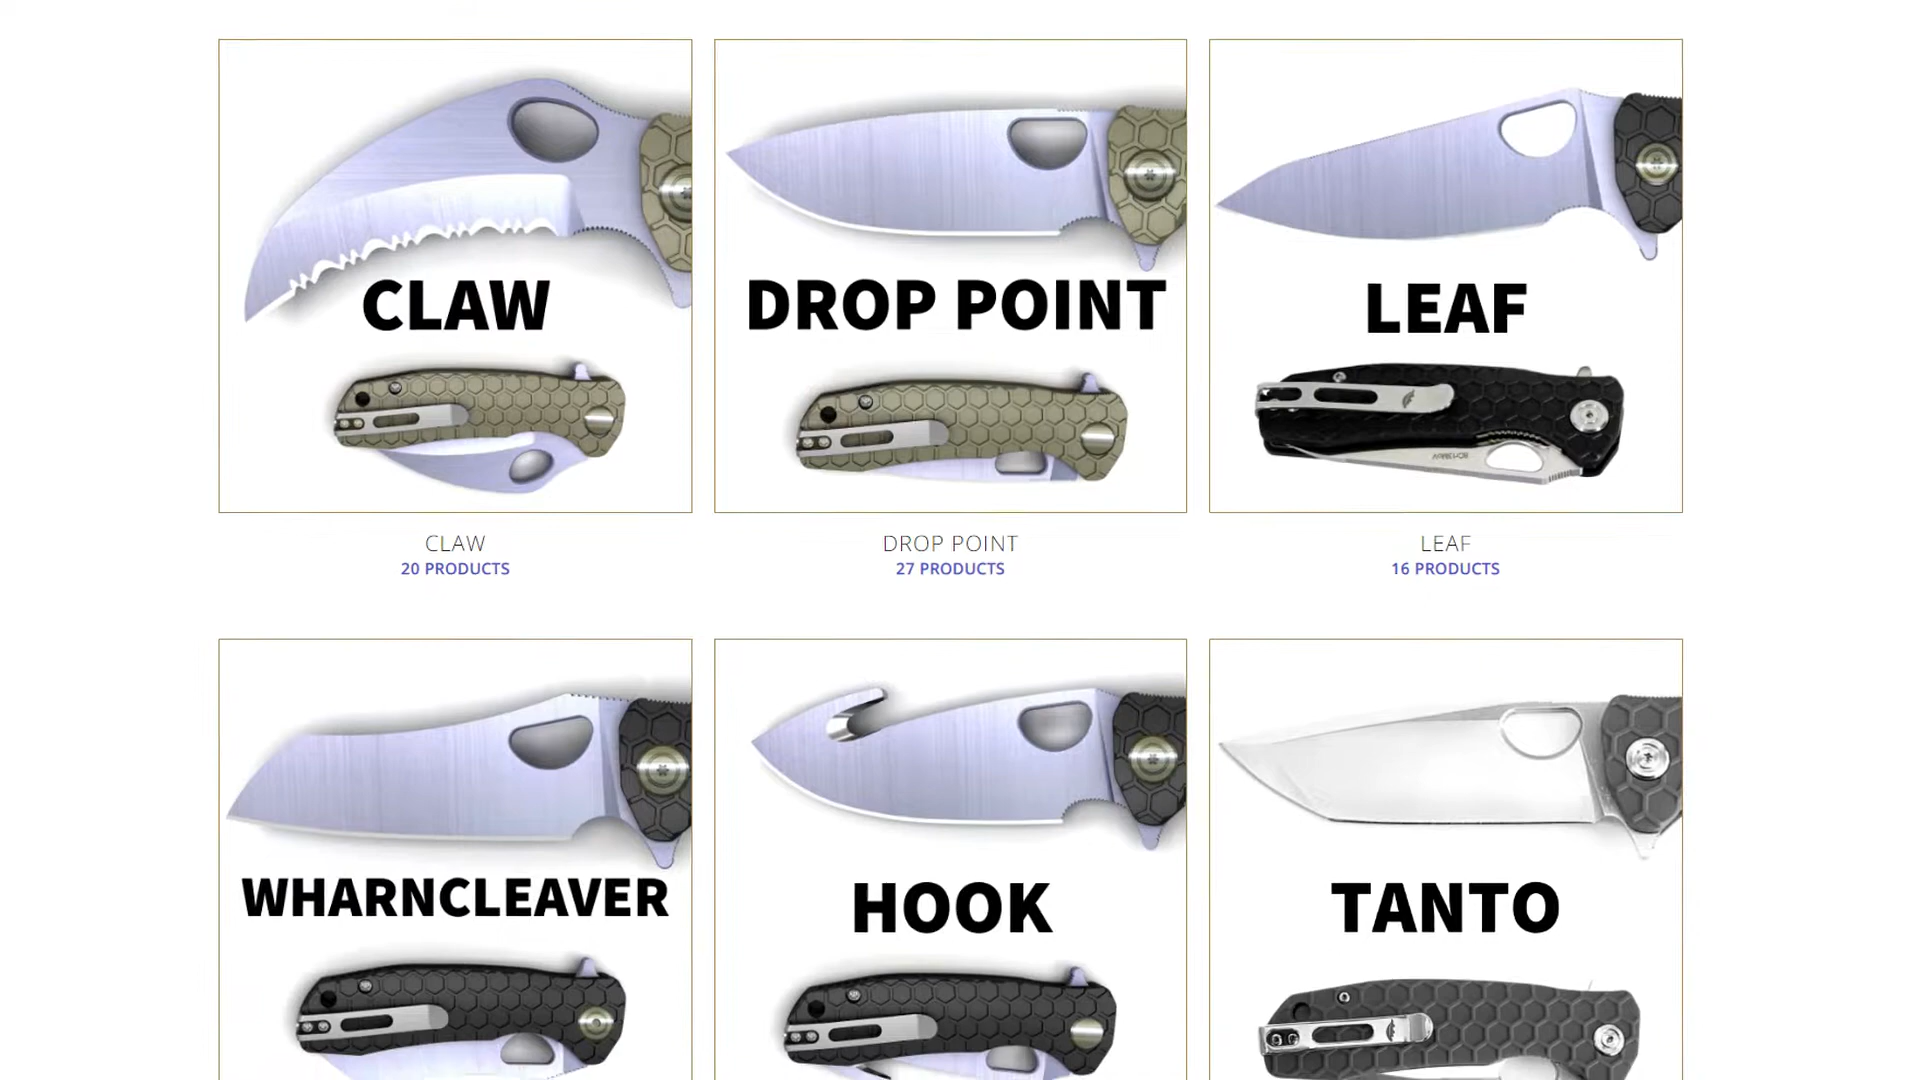 CLAW
DROP POINT
LEAF
CLAW
20 PRODUCTS
DROP POINT
27 PRODUCTS
LEAF
16 PRODUCTS
WHARNCLEAVER
HOOK
TANTO